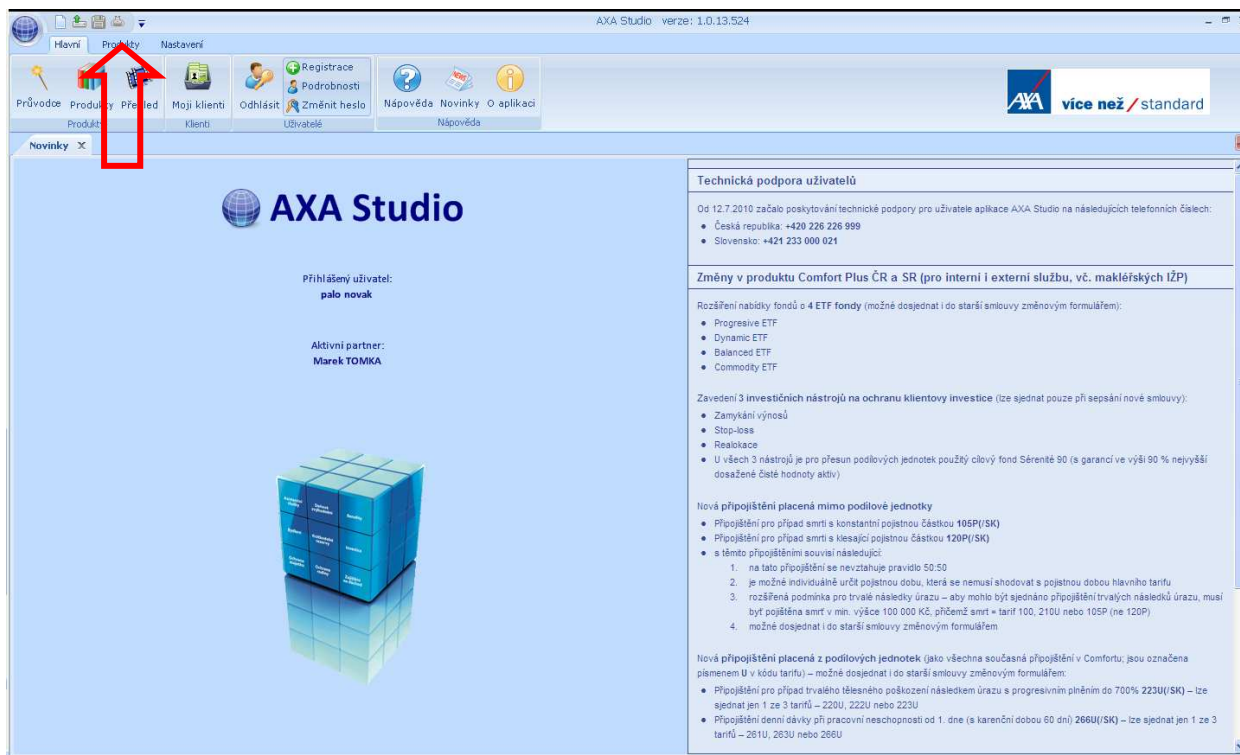 AXA Studio verze: 1.0.13.524
Hlavní Produkty Nastavení
Registrace
Podrobnosti
Průvodce Produkty Přehled Moji klienti Odhlásit Změnit heslo Nápověda Novinky O aplikaci
Produkty Klienti Uživatelé Nápověda
AXA více než / standard
Novinky X
AXA Studio
Přihlášený uživatel:
palo novak
Aktivní partner:
Marek TOMKA
Technická podpora uživatelů
Od 12.7.2010 začalo poskytování technické podpory pro uživatele aplikace AXA Studio na následujících telefonních číslech:
• Česká republika: +420 226 226 999
• Slovensko: +421 233 000 021
Změny v produktu Comfort Plus ČR a SR (pro interní i externí službu, vč. makléřských IŽP)
Rozšíření nabídky fondů o 4 ETF fondy (možné dosjednat i do starší smlouvy změnovým formulářem):
• Progresive ETF
• Dynamic ETF
• Balanced ETF
• Commodity ETF
Zavedení 3 investičních nástrojů na ochranu klientovy investice (lze sjednat pouze při sepsání nové smlouvy):
• Zamykání výnosů
• Stop-loss
• Realokace
• U všech 3 nástrojů je pro přesun podílových jednotek použitý cílový fond Sérenité 90 (s garancí ve výši 90 % nejvyšší
dosažené čisté hodnoty aktiv)
Nová připojištění placená mimo podílové jednotky
• Připojištění pro případ smrti s konstantní pojistnou částkou 105P(/SK)
• Připojištění pro případ smrti s klesající pojistnou částkou 120P(/SK)
• s těmito připojištěními souvisí následující:
1. na tato připojištění se nevztahuje pravidlo 50:50
2. je možné individuálně určit pojistnou dobu, která se nemusí shodovat s pojistnou dobou hlavního tarifu
3. rozšířená podmínka pro trvalé následky úrazu – aby mohlo být sjednáno připojištění trvalých následků úrazu, musí
být pojištěna smrť v min. výšce 100 000 Kč, přičemž smrt = tarif 100, 210U nebo 105P (ne 120P)
4. možné dosjednat i do starší smlouvy změnovým formulářem
Nová připojištění placená z podílových jednotek (jako všechna současná připojištění v Comfortu; jsou označena
písmenem U v kódu tarifu) – možné dosjednat i do starší smlouvy změnovým formulářem:
• Připojištění pro případ trvalého tělesného poškození následkem úrazu s progresivním plněním do 700% 223U(/SK) – lze
sjednat jen 1 ze 3 tarifů – 220U, 222U nebo 223U
• Připojištění denní dávky při pracovní neschopnosti od 1. dne (s karenční dobou 60 dní) 266U(/SK) – lze sjednat jen 1 ze 3
tarifů – 261U, 263U nebo 266U